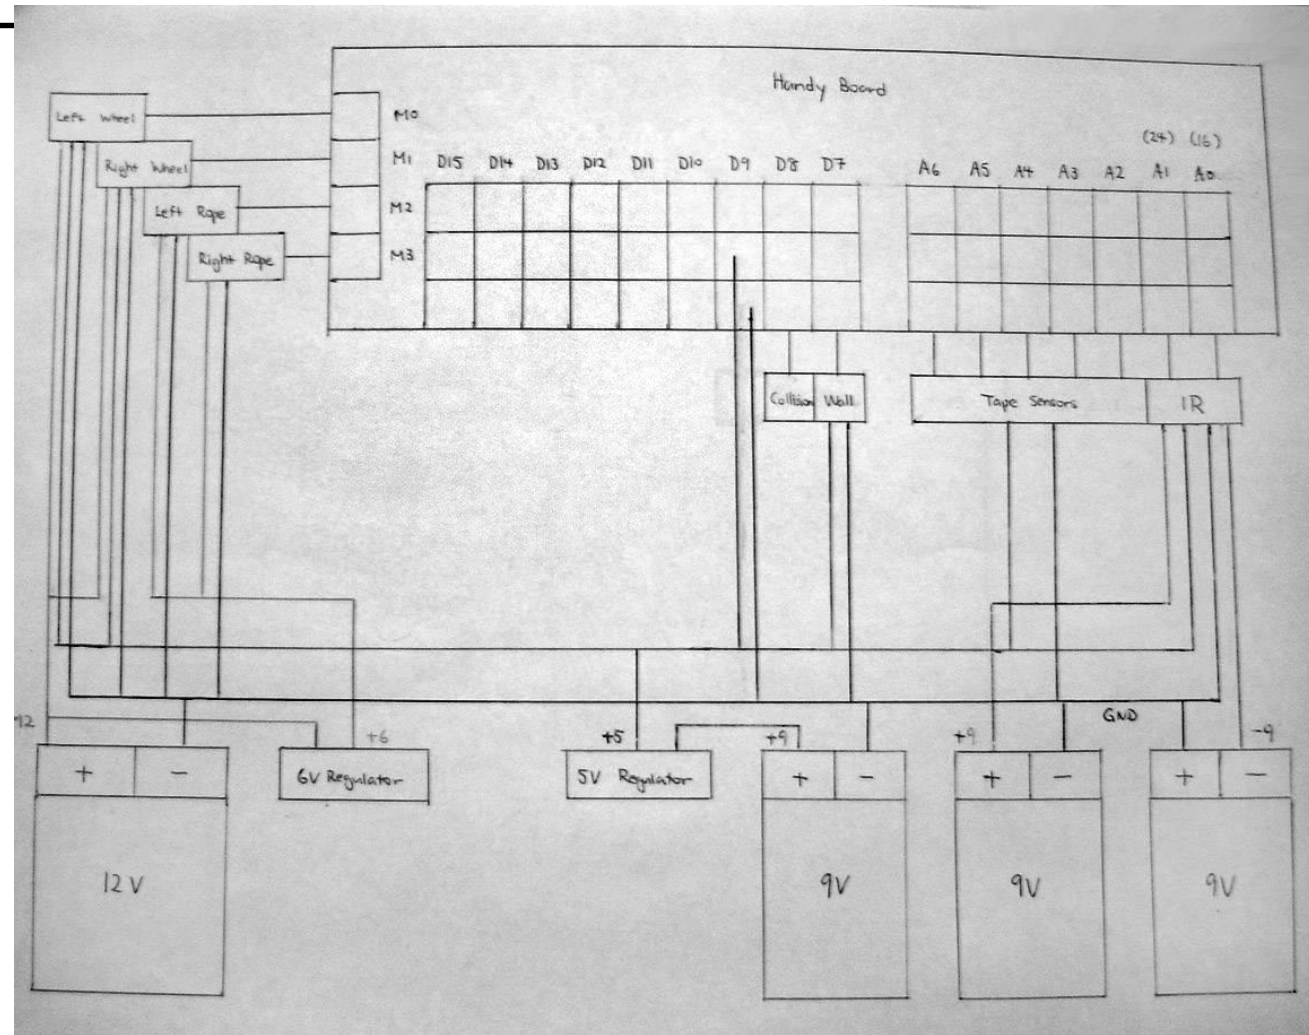 Handy Board
Left Wheel
M0
(24) (16)
Right Wheel
M1 D15 D14 D13 D12 D11 D10 D9 D8 D7 A6 A5 A4 A3 A2 A1 A0
Left Rope
M2
Right Rope
M3
Collision Wall Tape Sensors IR
GND
+6 +5 +9 +9 -9
+ - 6V Regulator 5V Regulator + - + - + -
12V 9V 9V 9V